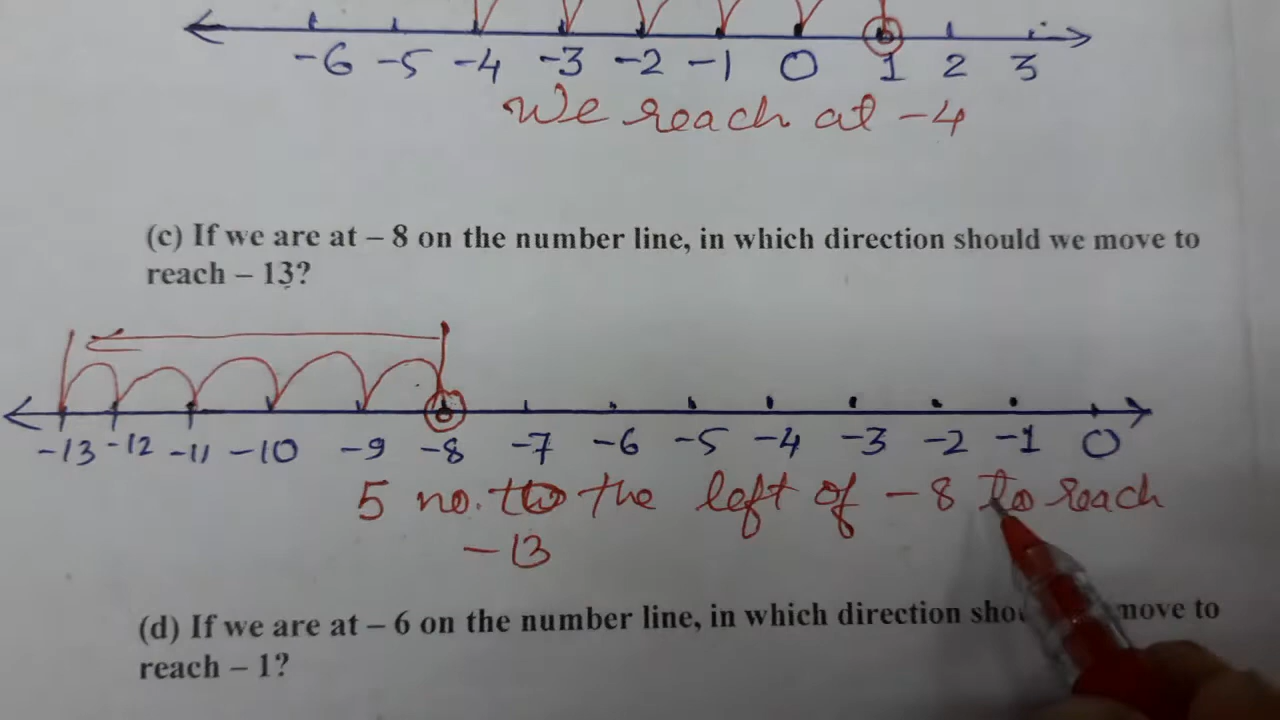 -6 -5 -4 -3 -2 -1 0 1 2 3
We reach at -4
(c) If we are at – 8 on the number line, in which direction should we move to
reach – 13?
-13 -12 -11 -10 -9 -8 -7 -6 -5 -4 -3 -2 -1 0
5 no. to the left of -8 to reach
-13
(d) If we are at – 6 on the number line, in which direction move to
reach – 1?